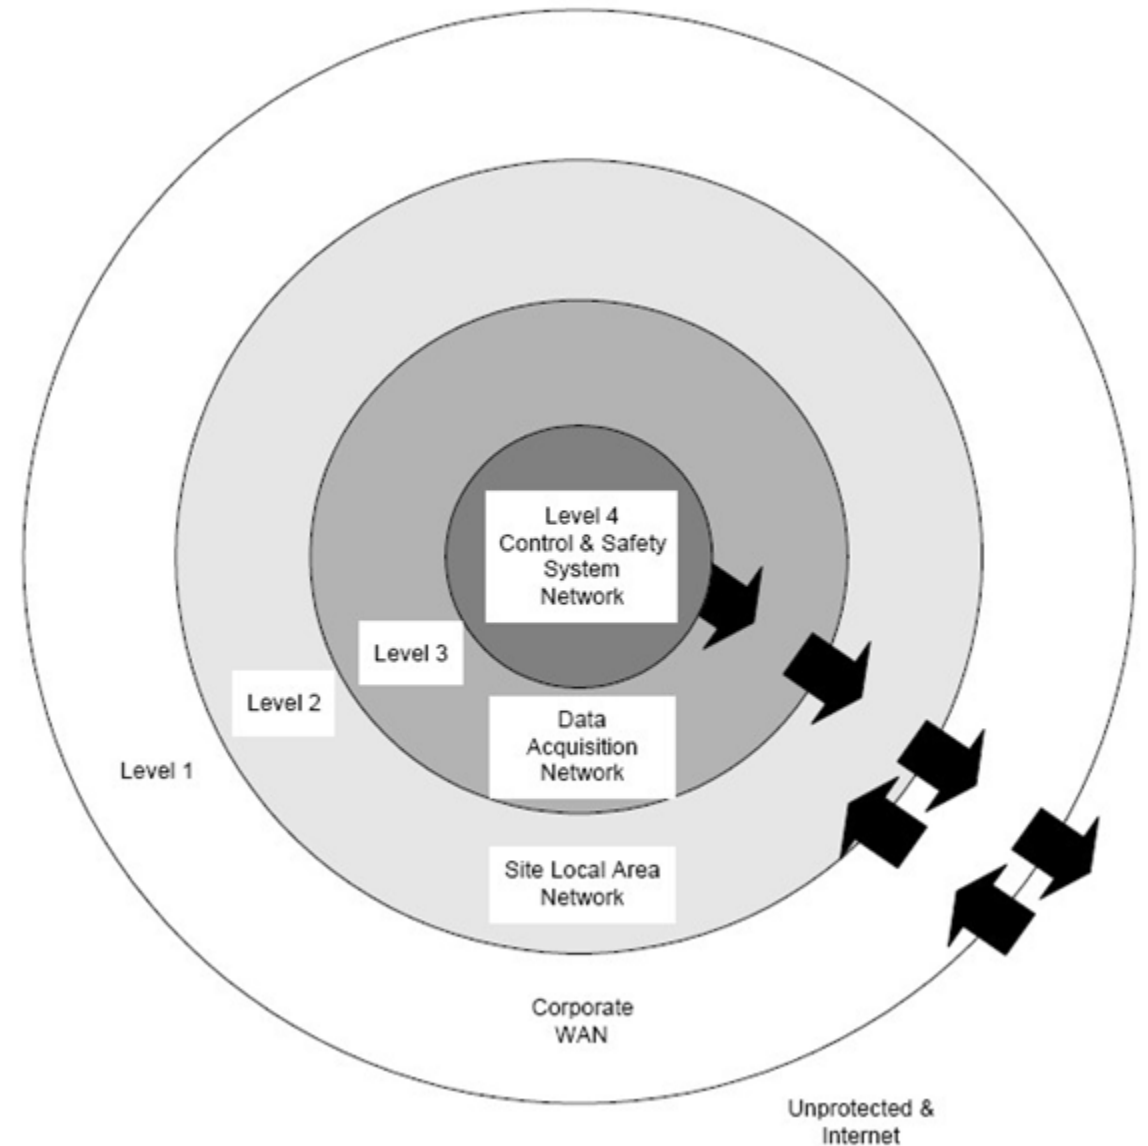 Level 4
Control & Safety
System
Network
Level 3
Level 2
Data
Acquisition
Network
Level 1
Site Local Area
Network
Corporate
WAN
Unprotected &
Internet